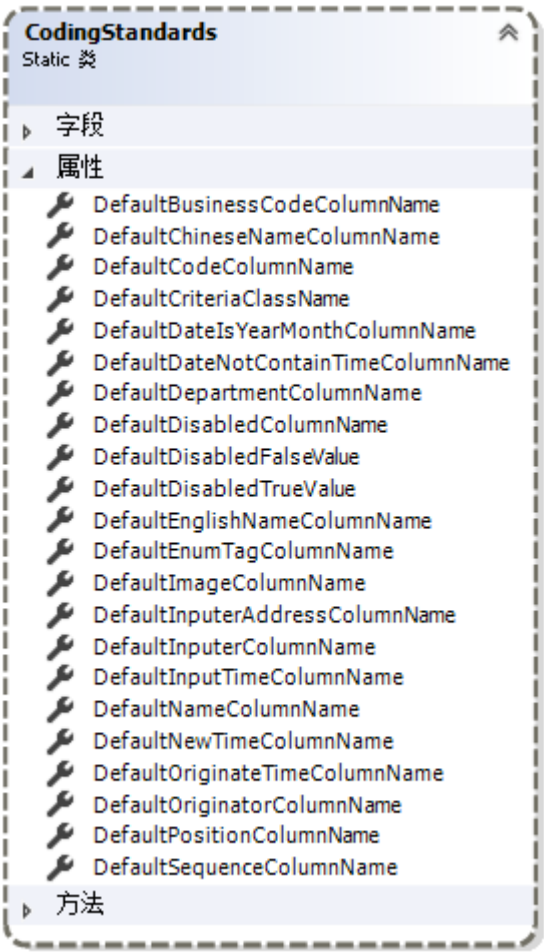 CodingStandards
Static 类
字段
属性
DefaultBusinessCodeColumnName
DefaultChineseNameColumnName
DefaultCodeColumnName
DefaultCriteriaClassName
DefaultDateIsYearMonthColumnName
DefaultDateNotContainTimeColumnName
DefaultDepartmentColumnName
DefaultDisabledColumnName
DefaultDisabledFalseValue
DefaultDisabledTrueValue
DefaultEnglishNameColumnName
DefaultEnumTagColumnName
DefaultImageColumnName
DefaultInputerAddressColumnName
DefaultInputerColumnName
DefaultInputTimeColumnName
DefaultNameColumnName
DefaultNewTimeColumnName
DefaultOriginateTimeColumnName
DefaultOriginatorColumnName
DefaultPositionColumnName
DefaultSequenceColumnName
方法